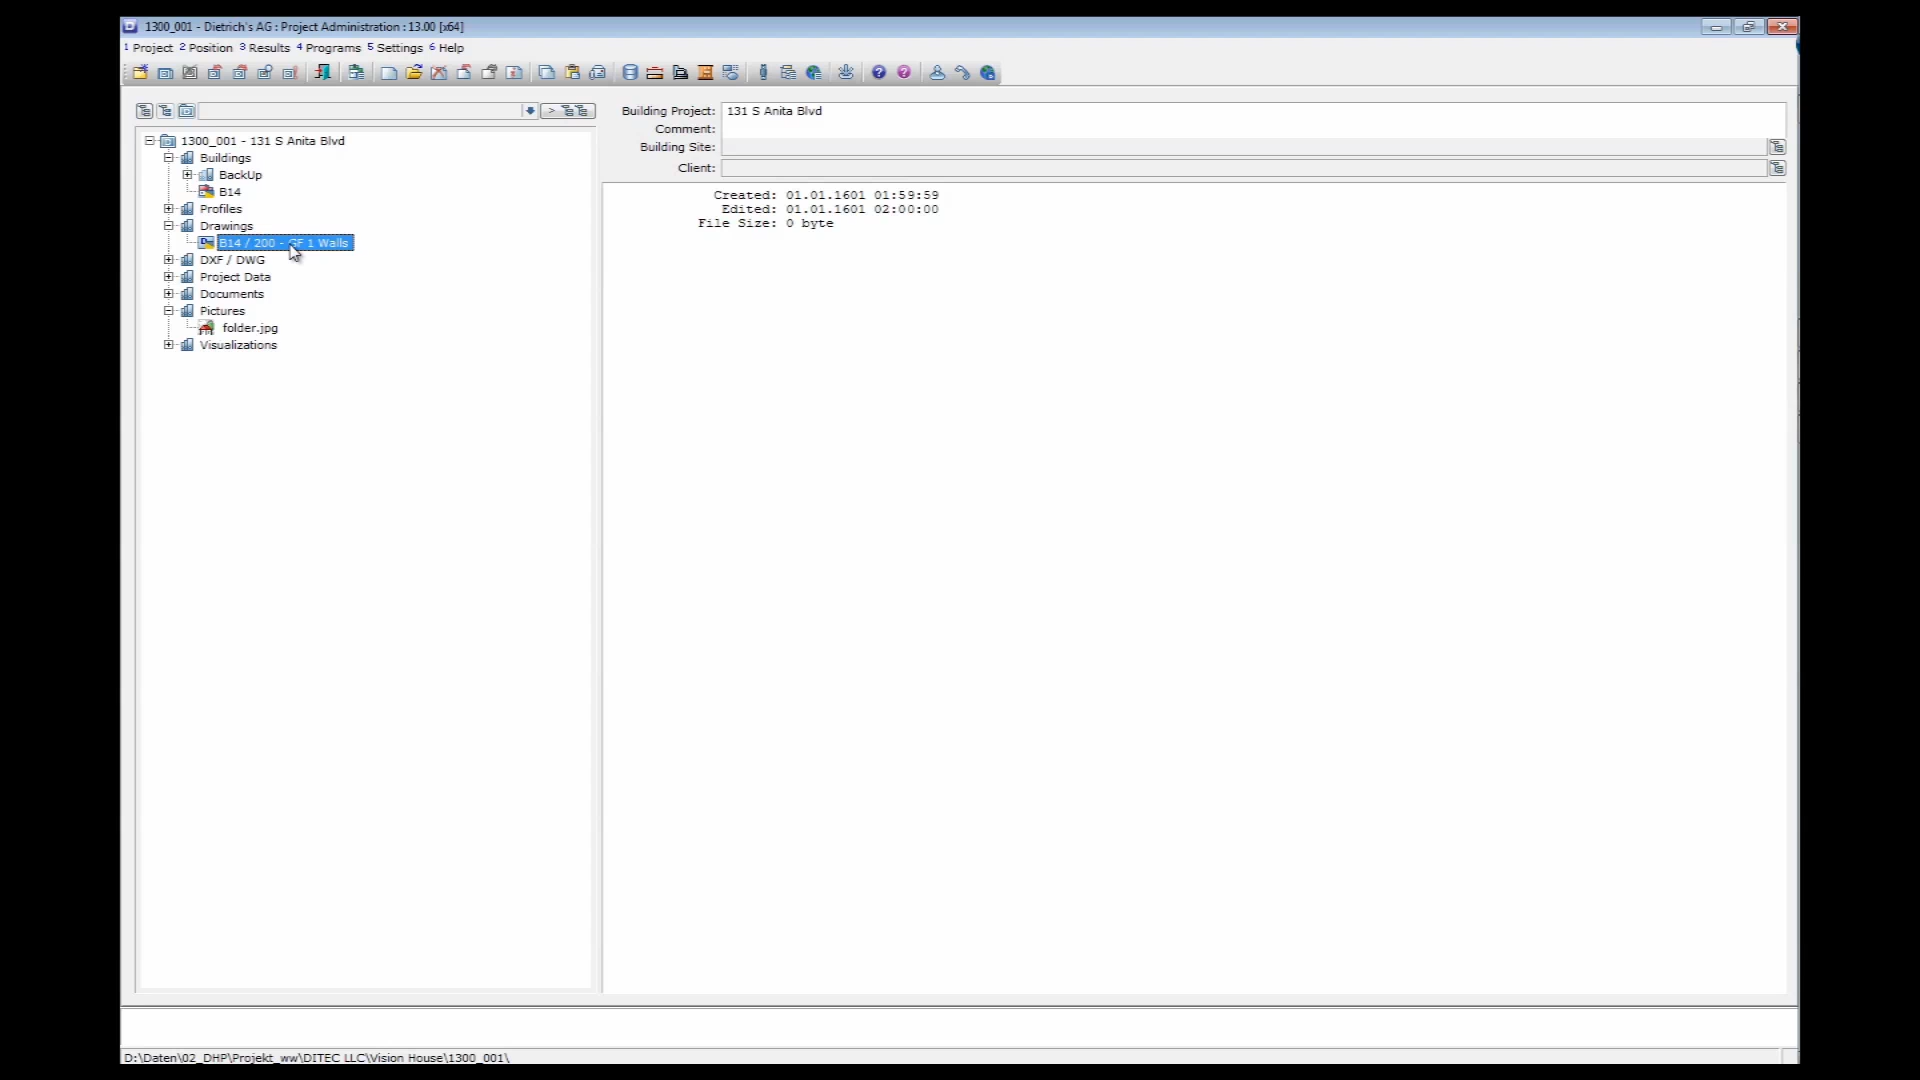 1300_001 - Dietrich's AG : Project Administration : 13.00 [x64]
1 Project 2 Position 3 Results 4 Programs 5 Settings 6 Help
>
1300_001 - 131 S Anita Blvd
Buildings
BackUp
B14
Profiles
Drawings
B14 / 200 - GF 1 Walls
DXF / DWG
Project Data
Documents
Pictures
folder.jpg
Visualizations
Building Project: 131 S Anita Blvd
Comment:
Building Site:
Client:
Created: 01.01.1601 01:59:59
Edited: 01.01.1601 02:00:00
File Size: 0 byte
D:\Daten\02_DHP\Projekt_ww\DITEC LLC\Vision House\1300_001\